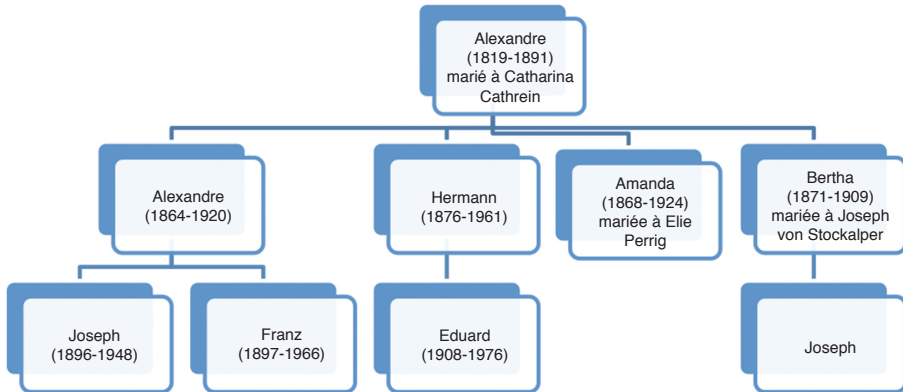 Alexandre
(1819-1891)
marié à Catharina
Cathrein
Alexandre
(1864-1920)
Hermann
(1876-1961)
Amanda
(1868-1924)
mariée à Elie
Perrig
Bertha
(1871-1909)
mariée à Joseph
von Stockalper
Joseph
(1896-1948)
Franz
(1897-1966)
Eduard
(1908-1976)
Joseph